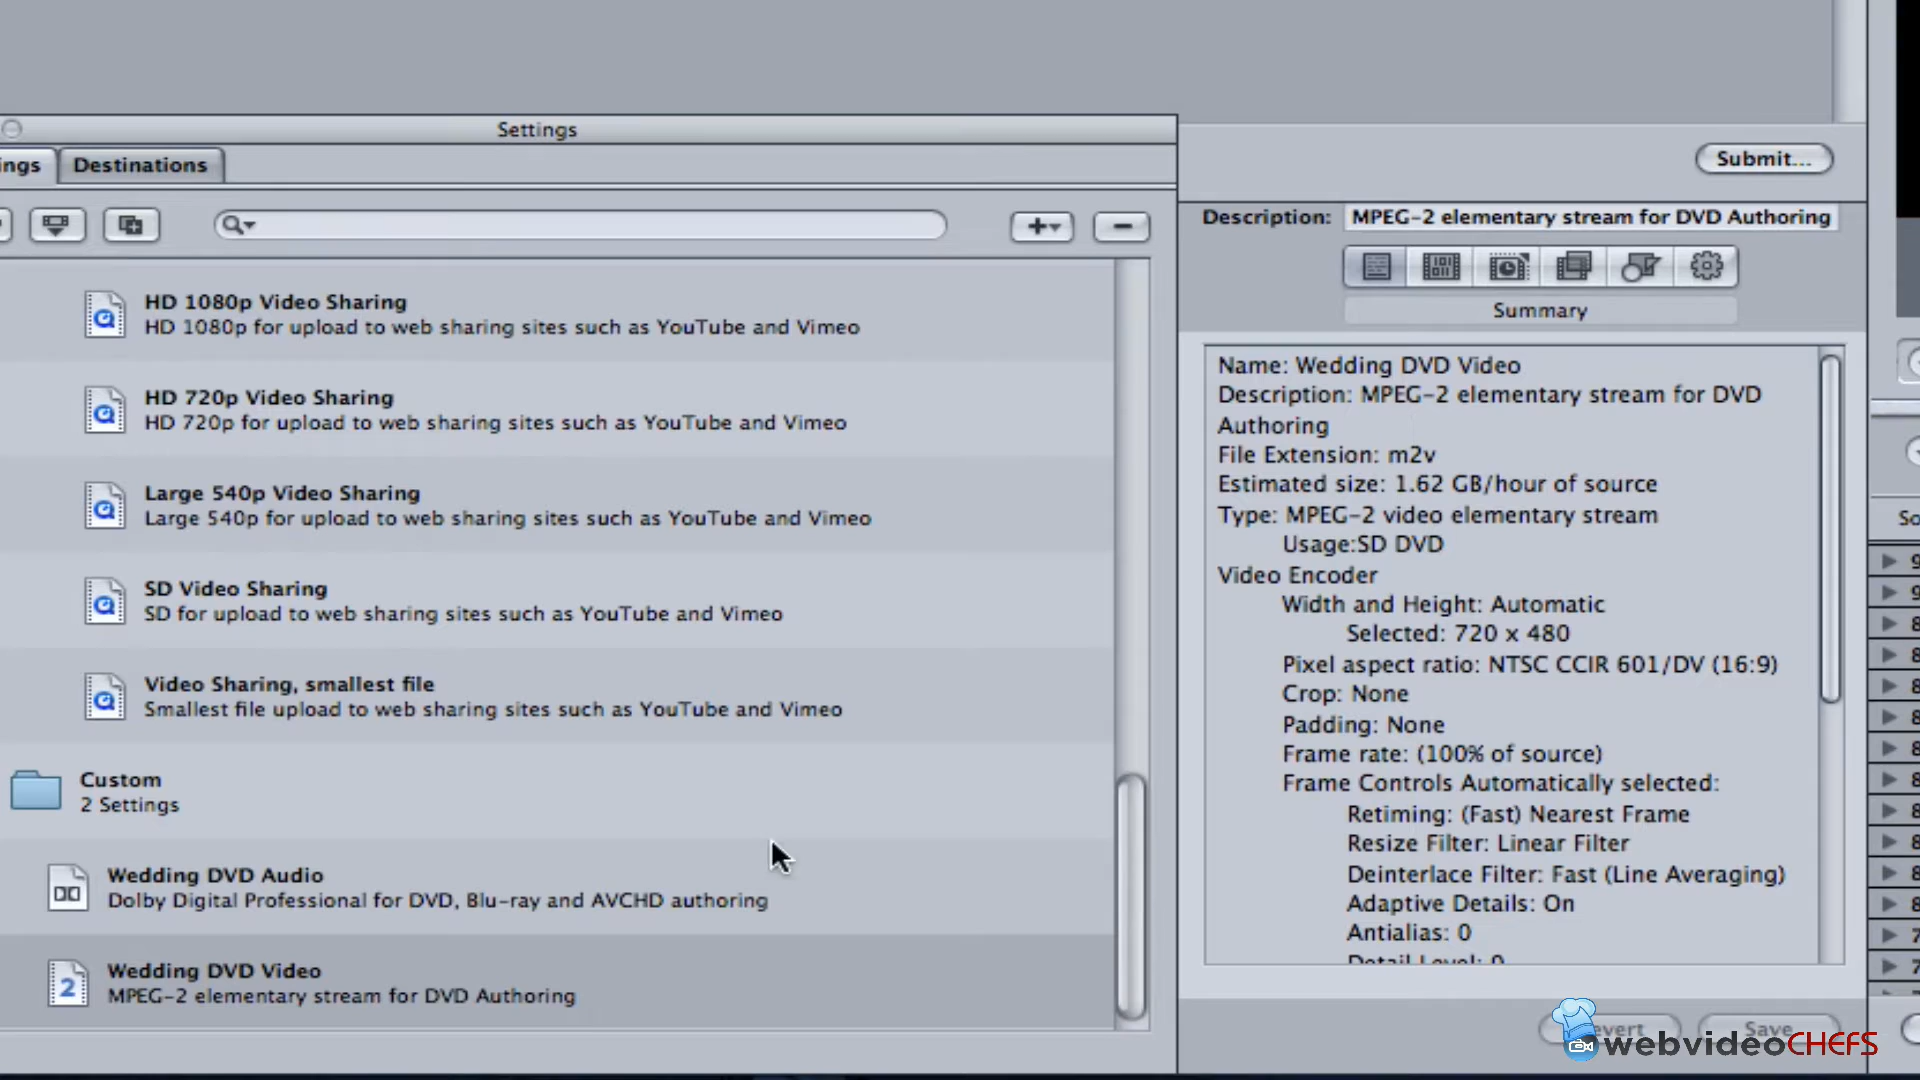 Settings
ings
Destinations
HD 1080p Video Sharing
HD 1080p for upload to web sharing sites such as YouTube and Vimeo
HD 720p Video Sharing
HD 720p for upload to web sharing sites such as YouTube and Vimeo
Large 540p Video Sharing
Large 540p for upload to web sharing sites such as YouTube and Vimeo
SD Video Sharing
SD for upload to web sharing sites such as YouTube and Vimeo
Video Sharing, smallest file
Smallest file upload to web sharing sites such as YouTube and Vimeo
Custom
2 Settings
Wedding DVD Audio
Dolby Digital Professional for DVD, Blu-ray and AVCHD authoring
2
Wedding DVD Video
MPEG-2 elementary stream for DVD Authoring
Submit...
Description: MPEG-2 elementary stream for DVD Authoring
Summary
Name: Wedding DVD Video
Description: MPEG-2 elementary stream for DVD
Authoring
File Extension: m2v
Estimated size: 1.62 GB/hour of source
Type: MPEG-2 video elementary stream
Usage:SD DVD
Video Encoder
Width and Height: Automatic
Selected: 720 x 480
Pixel aspect ratio: NTSC CCIR 601/DV (16:9)
Crop: None
Padding: None
Frame rate: (100% of source)
Frame Controls Automatically selected:
Retiming: (Fast) Nearest Frame
Resize Filter: Linear Filter
Deinterlace Filter: Fast (Line Averaging)
Adaptive Details: On
Antialias: 0
Detail Level: 0
Save
webvideoCHEFS